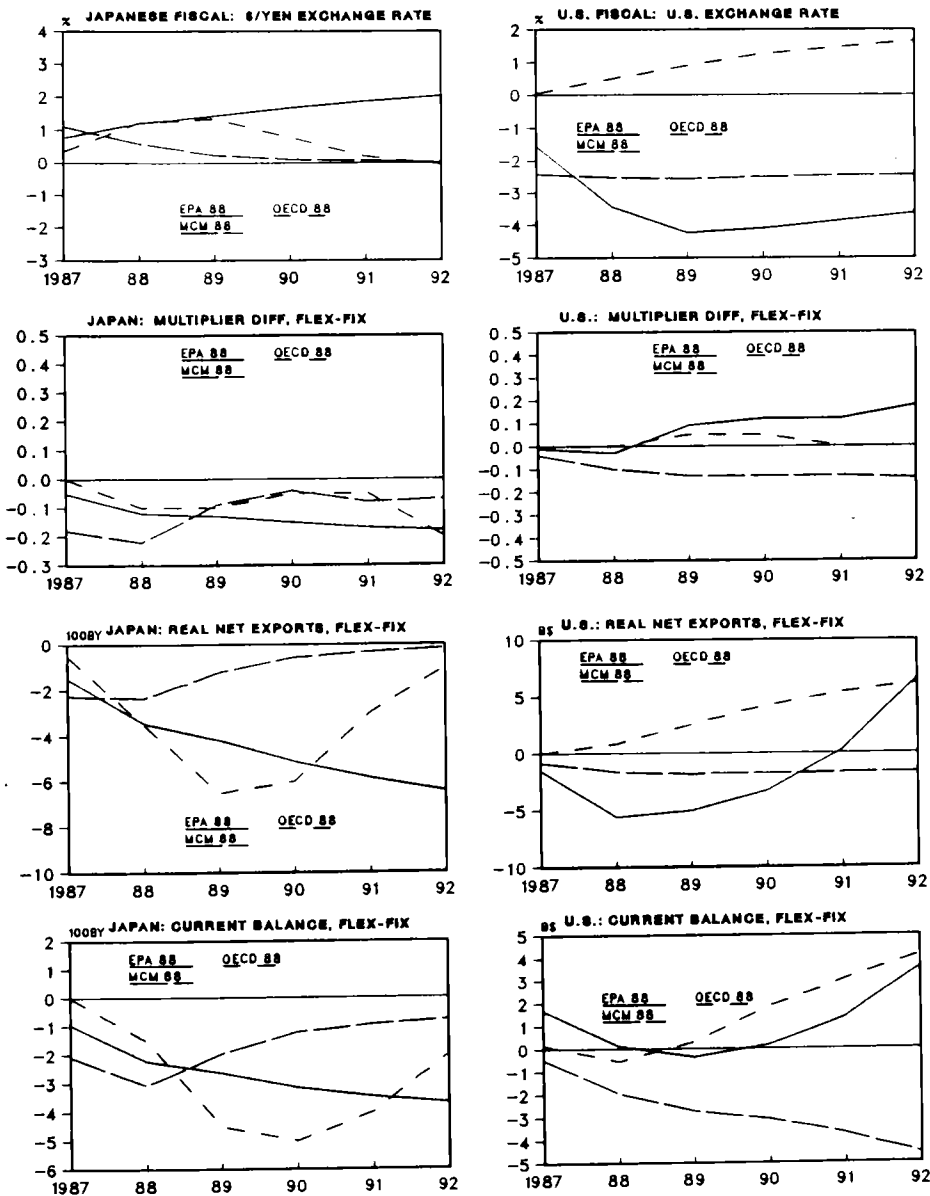 JAPANESE FISCAL: $/YEN EXCHANGE RATE
%
4
3
2
1
0
-1
-2
-3
EPA 88 OECD 88
MCM 88
1987 88 89 90 91 92
U.S. FISCAL: U.S. EXCHANGE RATE
%
2
1
0
-1
-2
-3
-4
-5
EPA 88 OECD 88
MCM 88
1987 88 89 90 91 92
JAPAN: MULTIPLIER DIFF, FLEX-FIX
0.5
0.4
0.3
0.2
0.1
0.0
-0.1
-0.2
-0.3
EPA 88 OECD 88
MCM 88
1987 88 89 90 91 92
U.S.: MULTIPLIER DIFF, FLEX-FIX
0.5
0.4
0.3
0.2
0.1
0.0
-0.1
-0.2
-0.3
-0.4
-0.5
EPA 88 OECD 88
MCM 88
1987 88 89 90 91 92
100BY JAPAN: REAL NET EXPORTS, FLEX-FIX
0
-2
-4
-6
-8
-10
EPA 88 OECD 88
MCM 88
1987 88 89 90 91 92
B$ U.S.: REAL NET EXPORTS, FLEX-FIX
10
5
0
-5
-10
EPA 88 OECD 88
MCM 88
1987 88 89 90 91 92
100BY JAPAN: CURRENT BALANCE, FLEX-FIX
2
1
0
-1
-2
-3
-4
-5
-6
EPA 88 OECD 88
MCM 88
1987 88 89 90 91 92
B$ U.S.: CURRENT BALANCE, FLEX-FIX
5
4
3
2
1
0
-1
-2
-3
-4
-5
EPA 88 OECD 88
MCM 88
1987 88 89 90 91 92